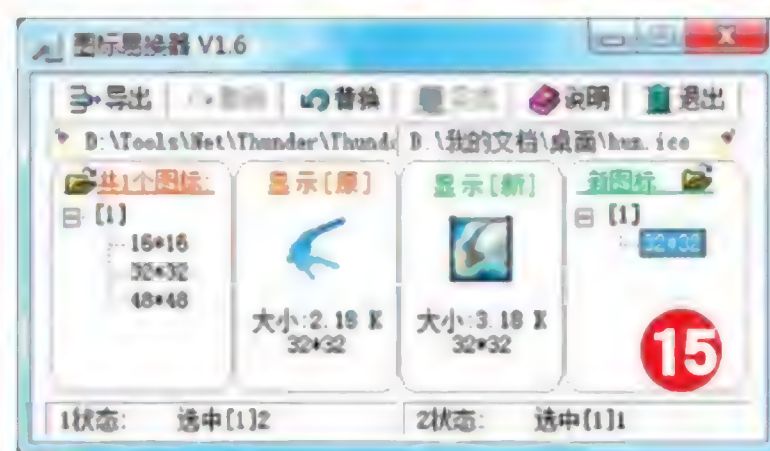 图标易换器 V1.6
导出 替换 说明 退出
D:\Tools\Net\Thunder\Thund D:\我的文档\桌面\hun.ico
共1个图标: 显示[原] 显示[新] 新图标
[1] [1]
16*16 32*32
32*32
48*48
大小:2.18 K 大小:3.18 K
32*32 32*32
15
1状态: 选中[1]2 2状态: 选中[1]1